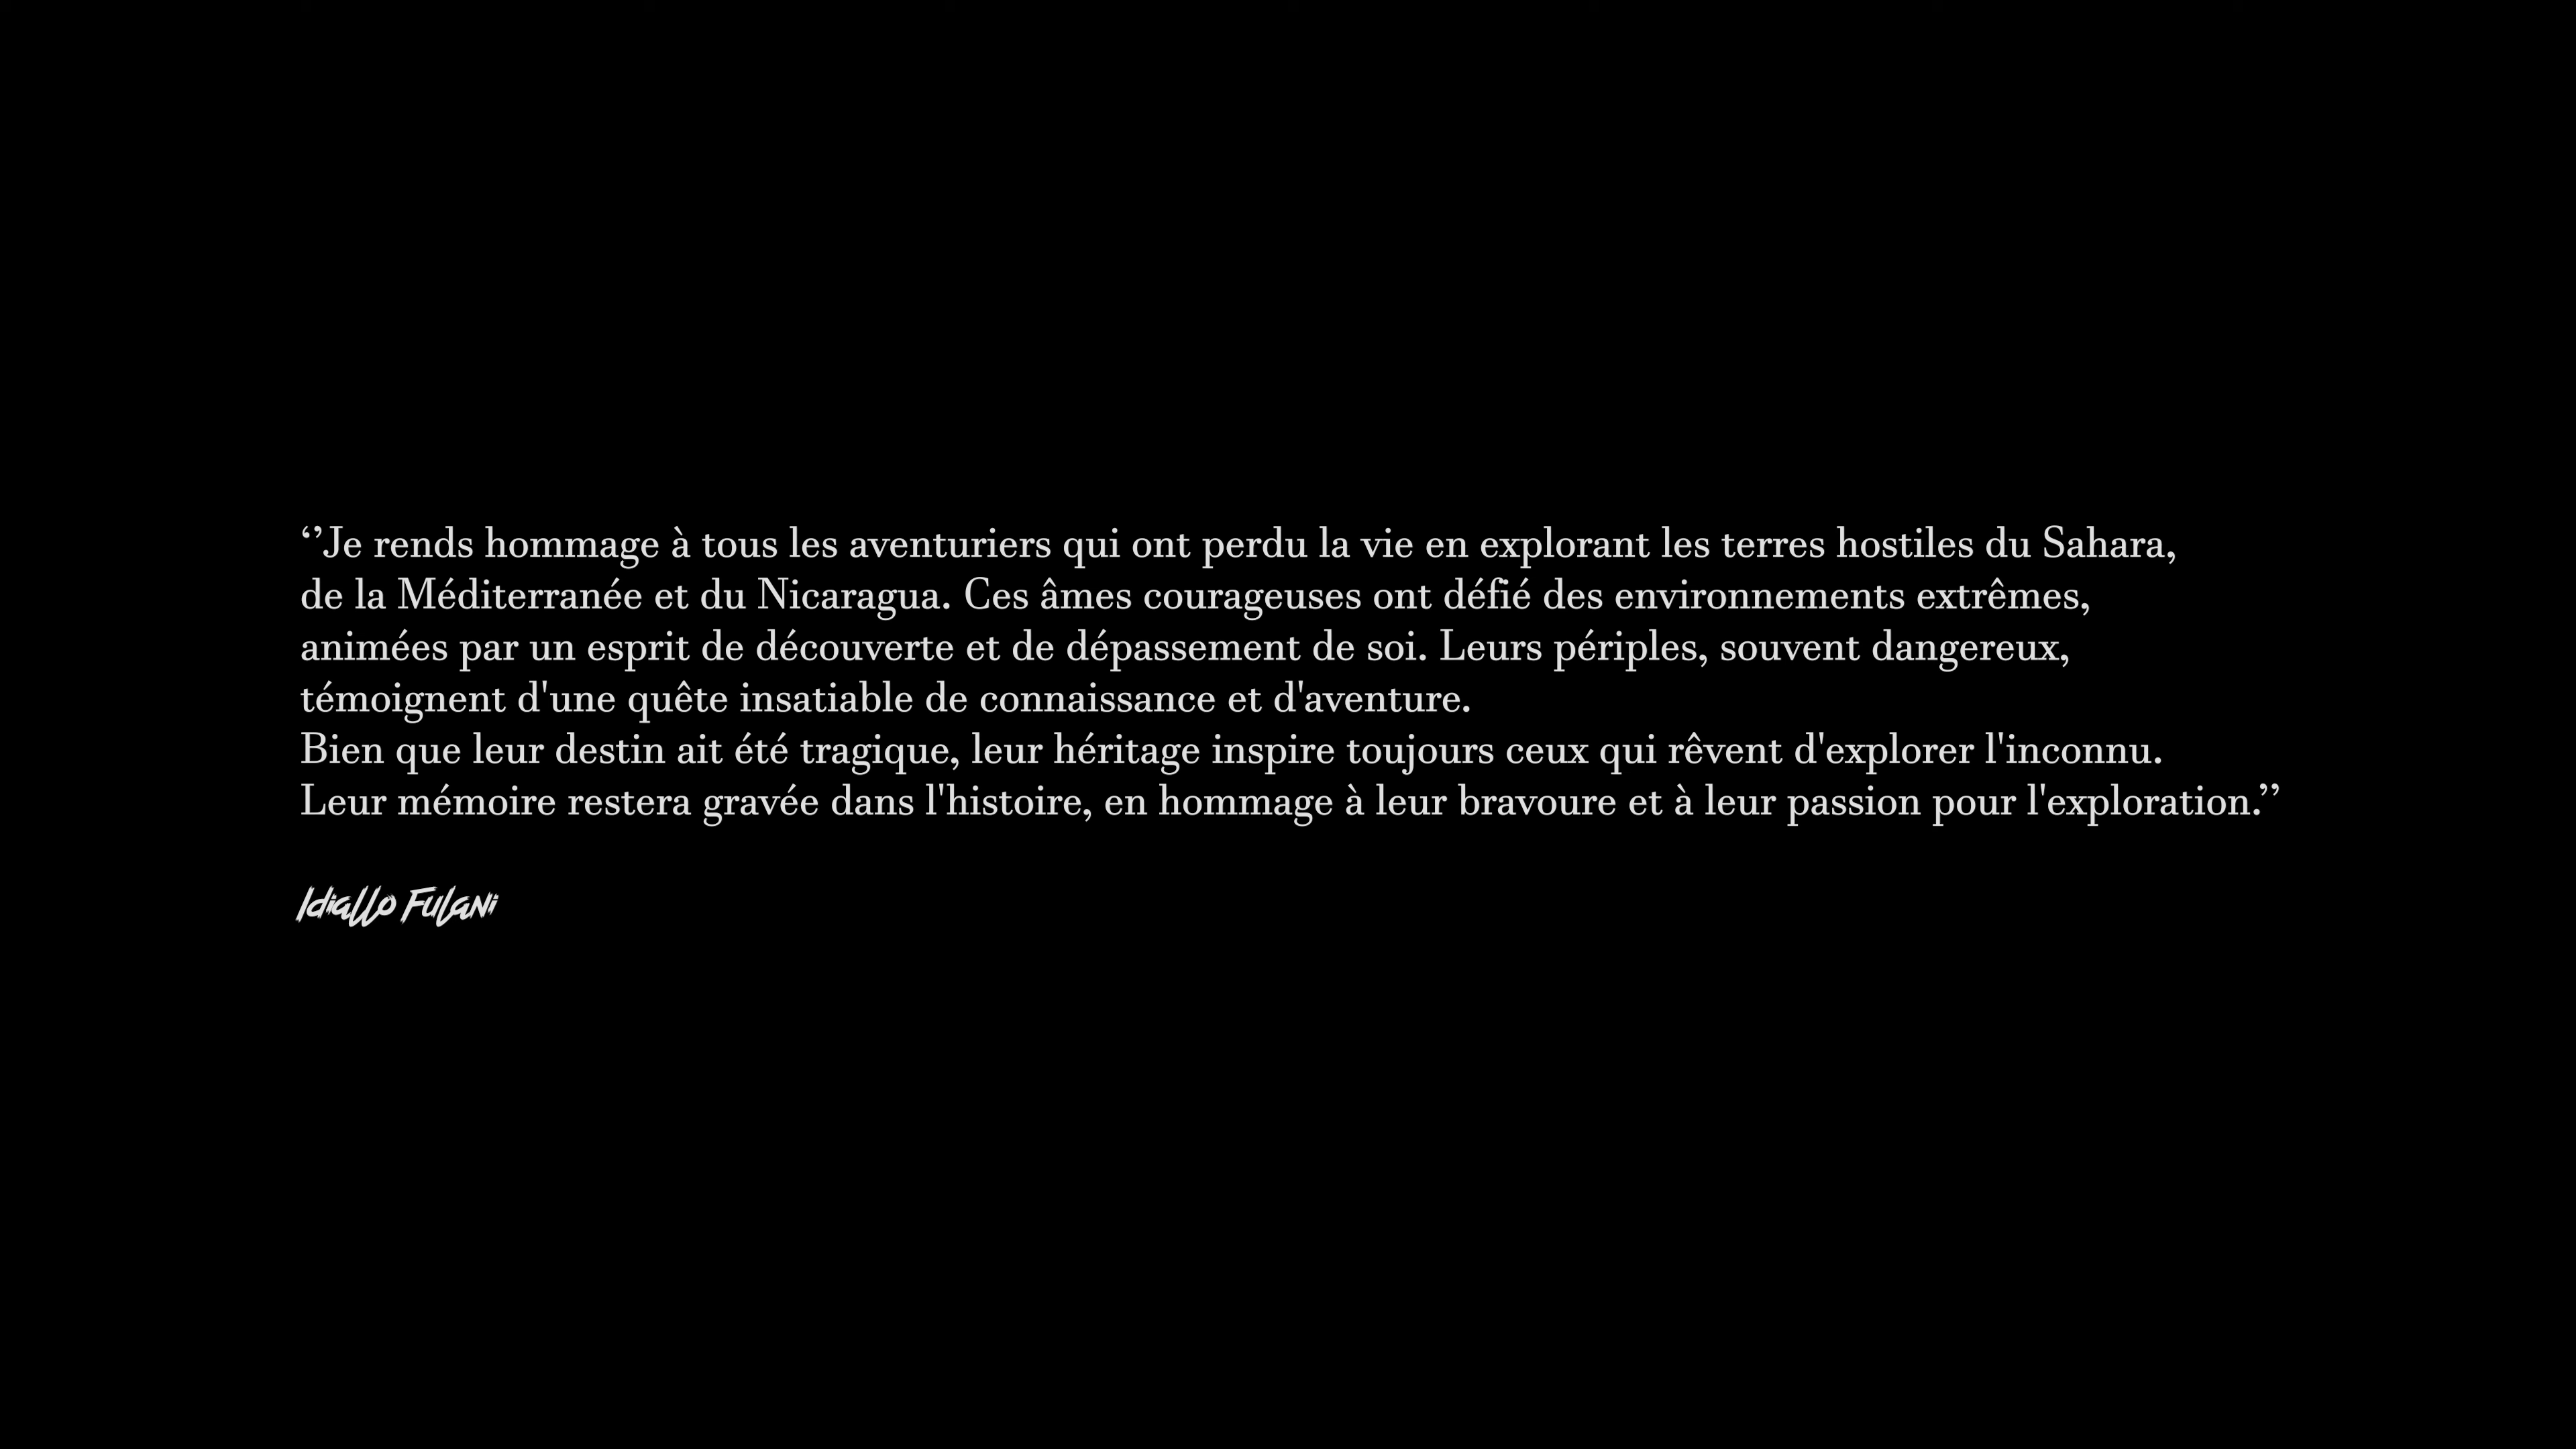 ‘’Je rends hommage à tous les aventuriers qui ont perdu la vie en explorant les terres hostiles du Sahara,
de la Méditerranée et du Nicaragua. Ces âmes courageuses ont défié des environnements extrêmes,
animées par un esprit de découverte et de dépassement de soi. Leurs périples, souvent dangereux,
témoignent d'une quête insatiable de connaissance et d'aventure.
Bien que leur destin ait été tragique, leur héritage inspire toujours ceux qui rêvent d'explorer l'inconnu.
Leur mémoire restera gravée dans l'histoire, en hommage à leur bravoure et à leur passion pour l'exploration.’’
Idiallo Fulani